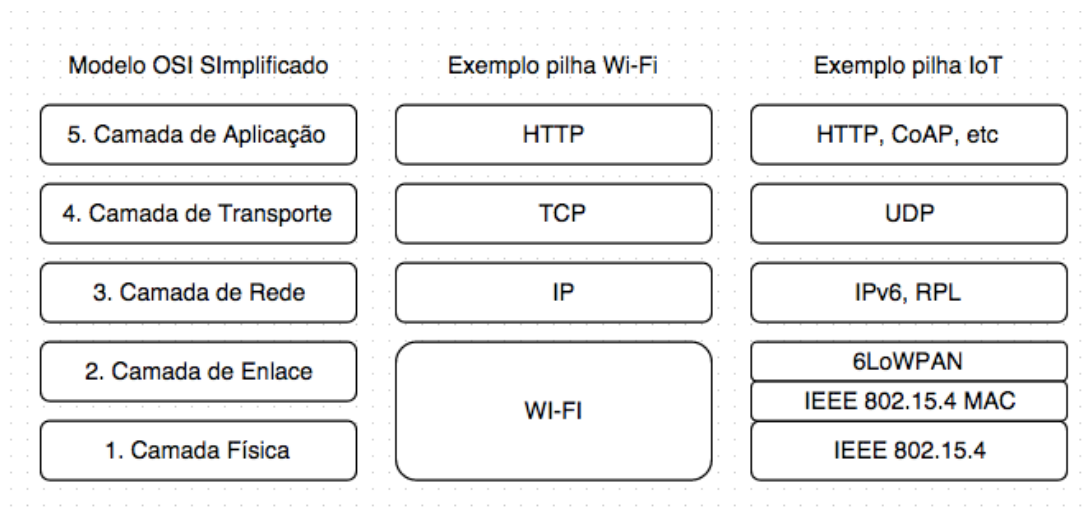 Modelo OSI SImplificado
Exemplo pilha Wi-Fi
Exemplo pilha IoT
5. Camada de Aplicação
HTTP
HTTP, CoAP, etc
4. Camada de Transporte
TCP
UDP
3. Camada de Rede
IP
IPv6, RPL
2. Camada de Enlace
WI-FI
6LoWPAN
IEEE 802.15.4 MAC
1. Camada Física
IEEE 802.15.4